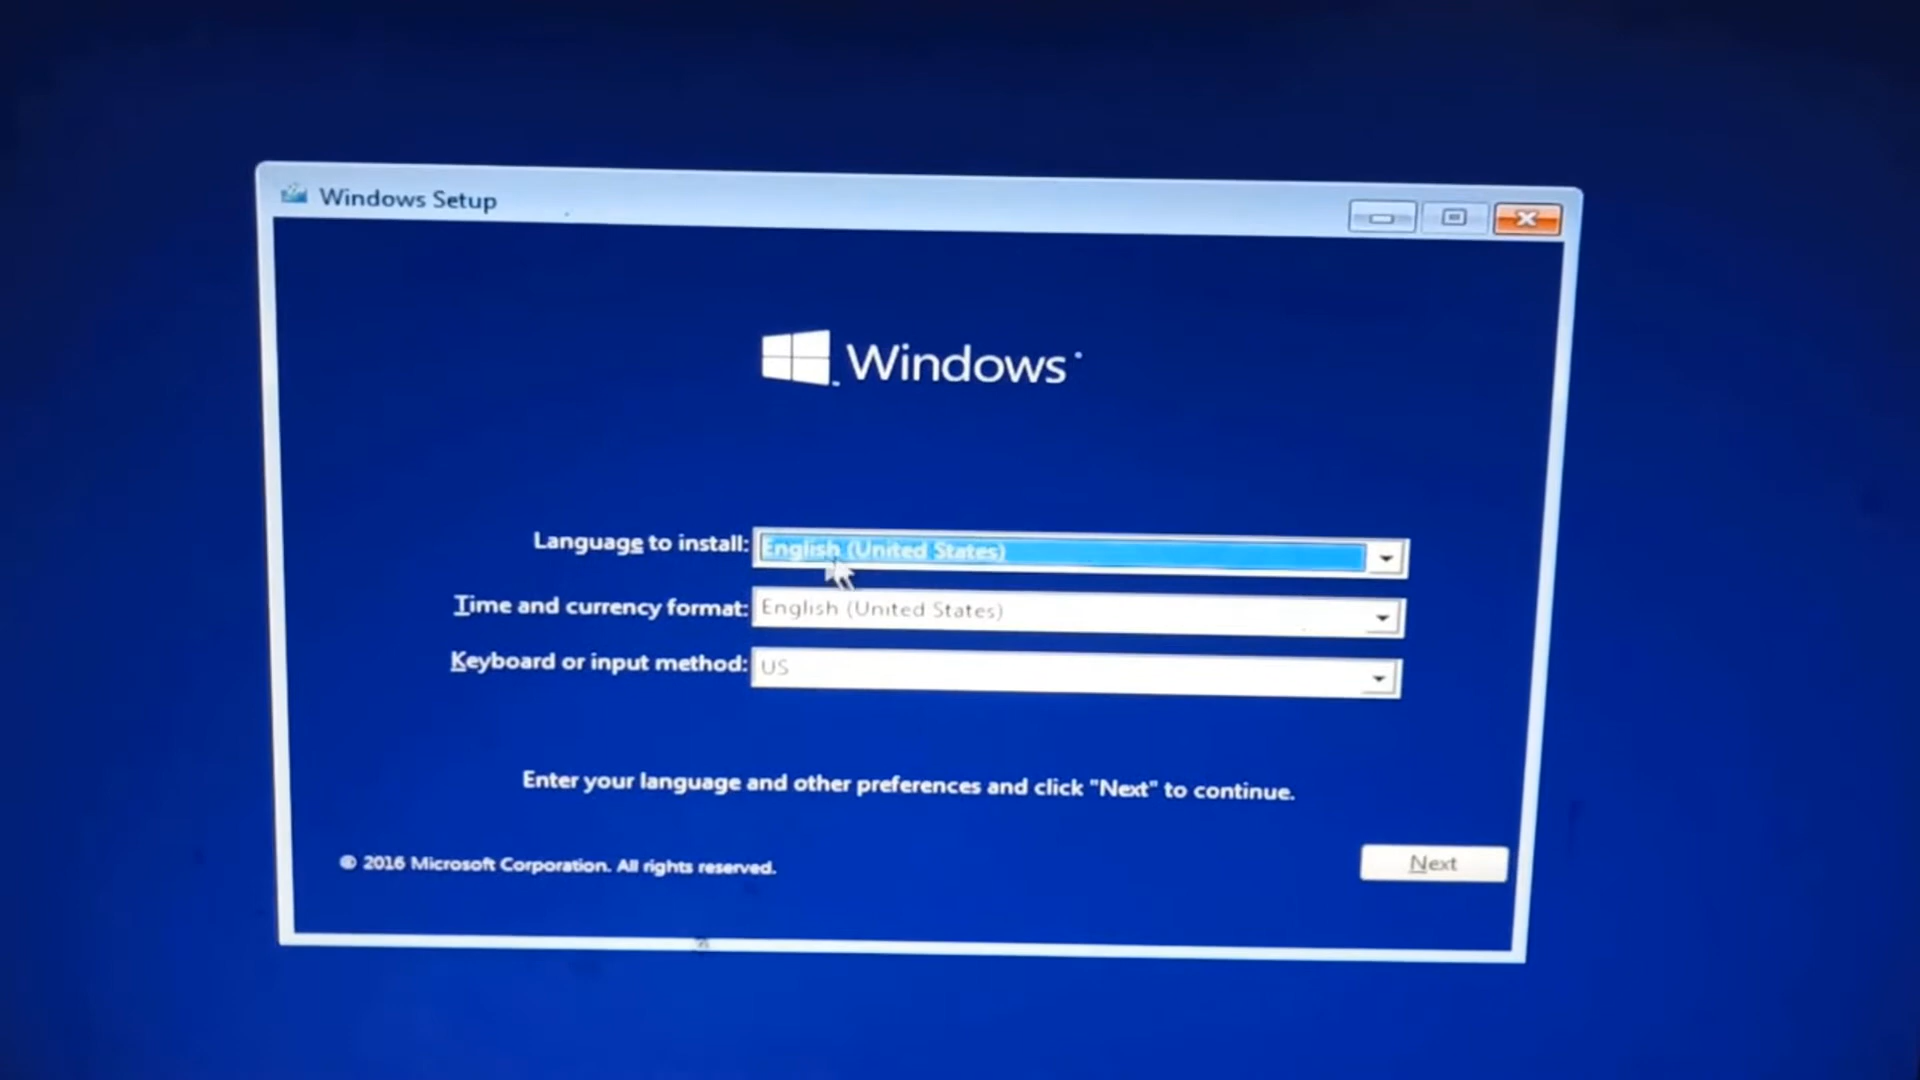 Windows Setup
Windows
Language to install: English (United States)
Time and currency format: English (United States)
Keyboard or input method: US
Enter your language and other preferences and click "Next" to continue.
© 2016 Microsoft Corporation. All rights reserved.
Next